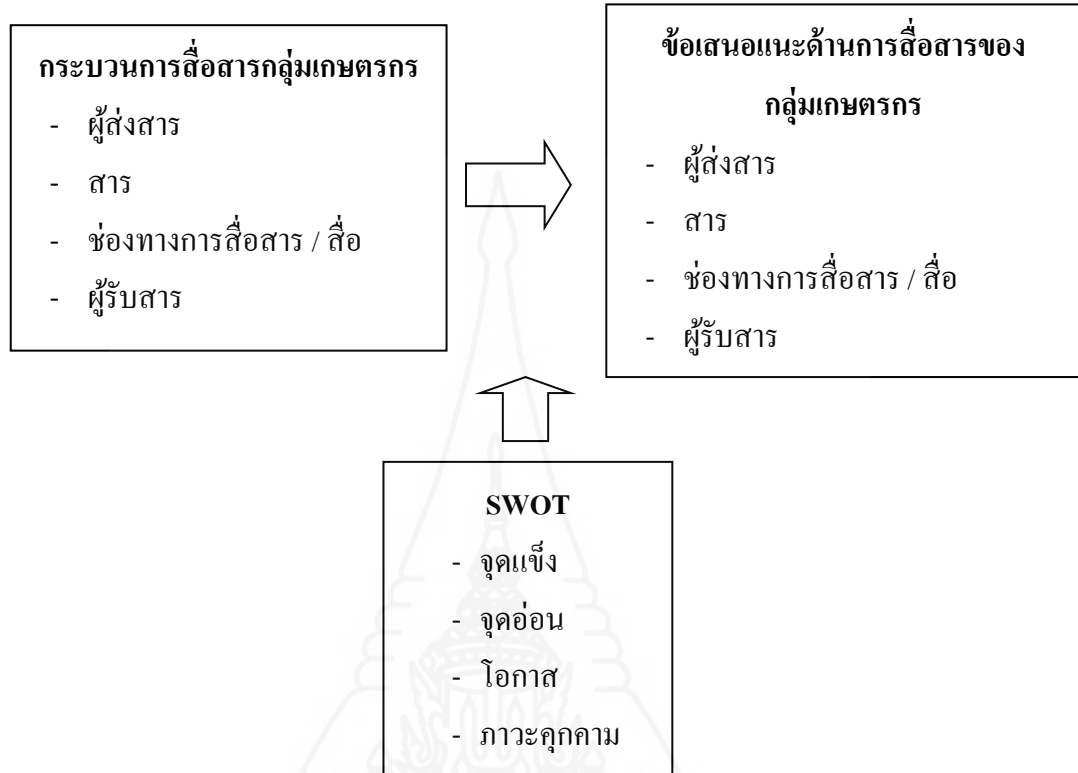 กระบวนการสื่อสารกลุ่มเกษตรกร
- ผู้ส่งสาร
- สาร
- ช่องทางการสื่อสาร / สื่อ
- ผู้รับสาร
ข้อเสนอแนะด้านการสื่อสารของ
กลุ่มเกษตรกร
- ผู้ส่งสาร
- สาร
- ช่องทางการสื่อสาร / สื่อ
- ผู้รับสาร
SWOT
- จุดแข็ง
- จุดอ่อน
- โอกาส
- ภาวะคุกคาม